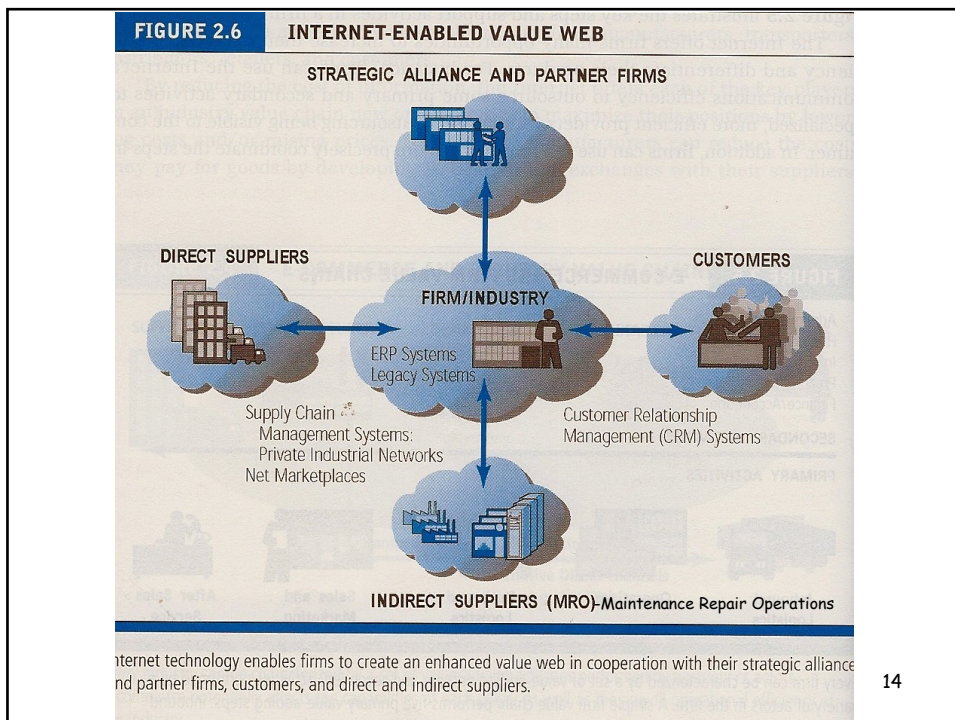 FIGURE 2.6 INTERNET-ENABLED VALUE WEB
STRATEGIC ALLIANCE AND PARTNER FIRMS
DIRECT SUPPLIERS
CUSTOMERS
FIRM/INDUSTRY
ERP Systems
Legacy Systems
Supply Chain
Management Systems:
Private Industrial Networks
Net Marketplaces
Customer Relationship
Management (CRM) Systems
INDIRECT SUPPLIERS (MRO)-Maintenance Repair Operations
nternet technology enables firms to create an enhanced value web in cooperation with their strategic alliance
nd partner firms, customers, and direct and indirect suppliers.
14